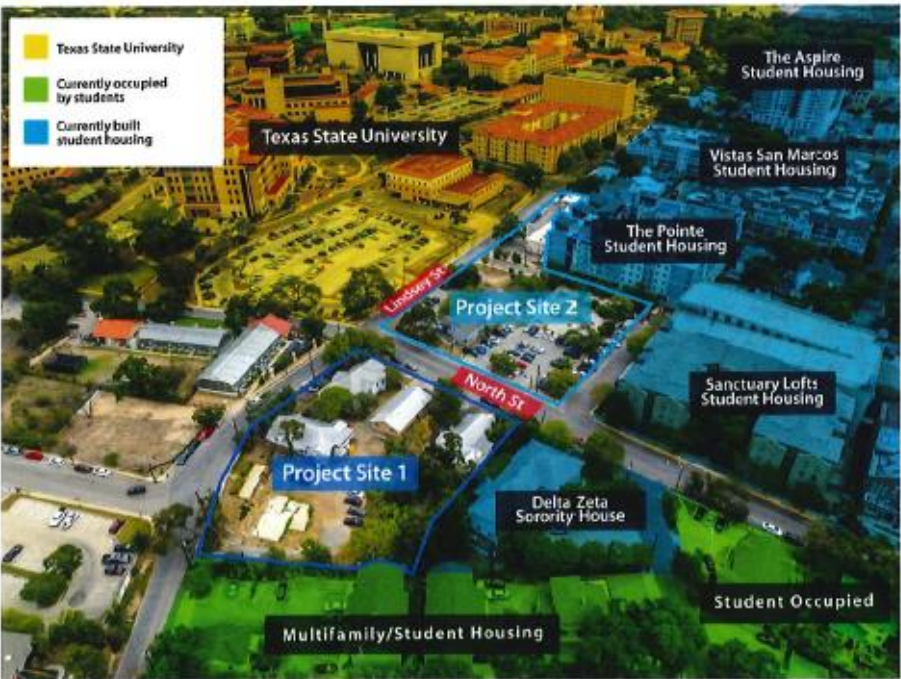 Texas State University
Currently occupied
by students
Currently built
student housing
The Aspire
Student Housing
Texas State University
Vistas San Marcos
Student Housing
The Pointe
Student Housing
Lindsey St
Project Site 2
North St
Sanctuary Lofts
Student Housing
Project Site 1
Delta Zeta
Sorority House
Student Occupied
Multifamily/Student Housing